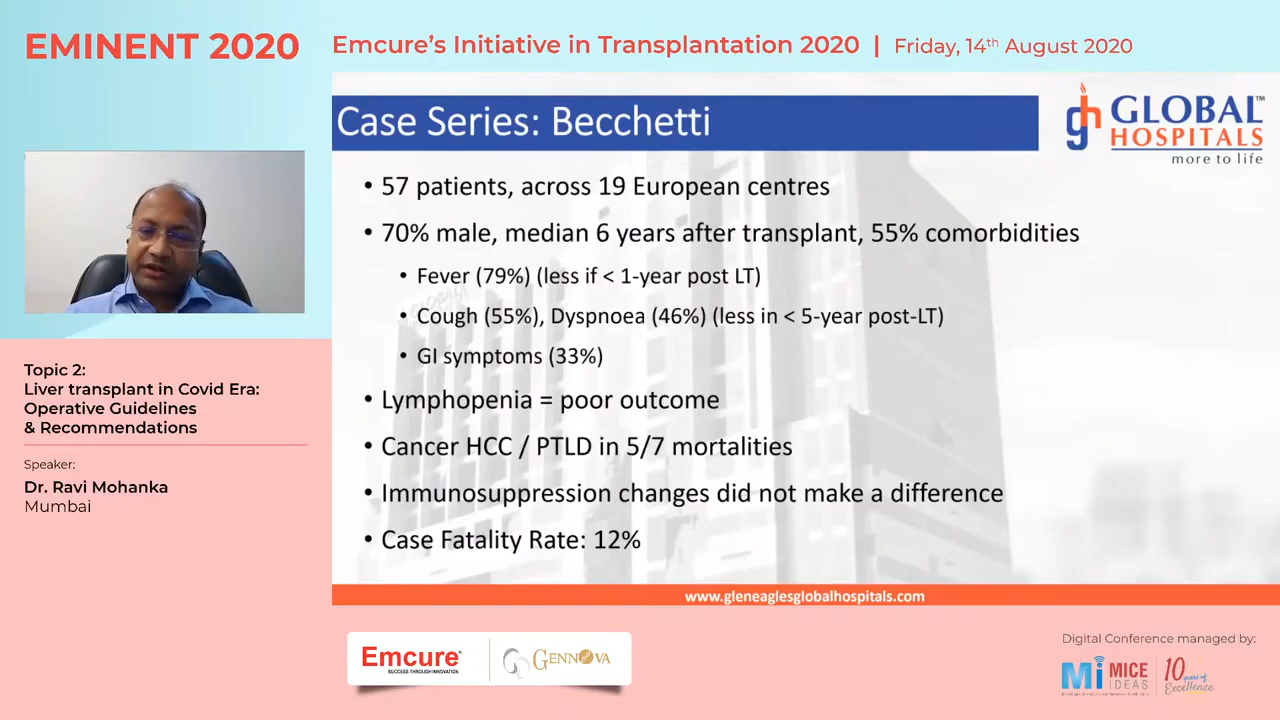 EMINENT 2020
Emcure's Initiative in Transplantation 2020 | Friday, 14th August 2020
Case Series: Becchetti
gh GLOBAL™
HOSPITALS
more to life
• 57 patients, across 19 European centres
• 70% male, median 6 years after transplant, 55% comorbidities
• Fever (79%) (less if < 1-year post LT)
• Cough (55%), Dyspnoea (46%) (less in < 5-year post-LT)
• GI symptoms (33%)
• Lymphopenia = poor outcome
• Cancer HCC / PTLD in 5/7 mortalities
• Immunosuppression changes did not make a difference
• Case Fatality Rate: 12%
www.gleneaglesglobalhospitals.com
Topic 2:
Liver transplant in Covid Era:
Operative Guidelines
& Recommendations
Speaker:
Dr. Ravi Mohanka
Mumbai
Emcure®
SUCCESS THROUGH INNOVATION
GENNOVA
Digital Conference managed by:
Mi MICE
IDEAS
10 years of
Excellence